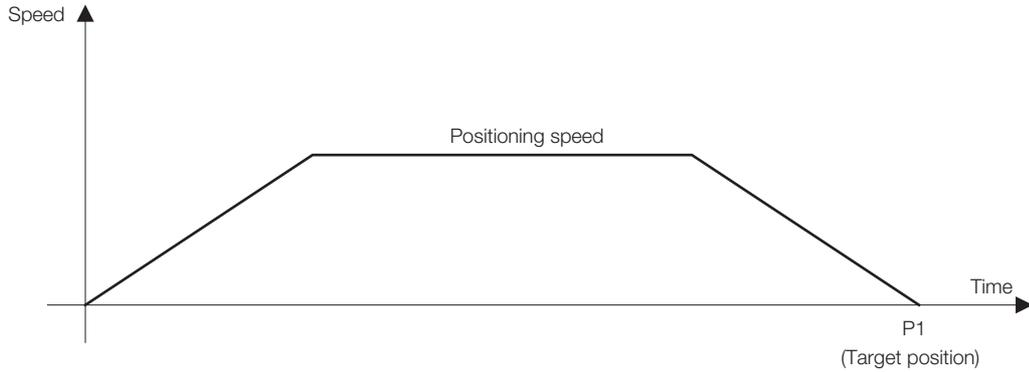 Speed
Positioning speed
Time
P1
(Target position)